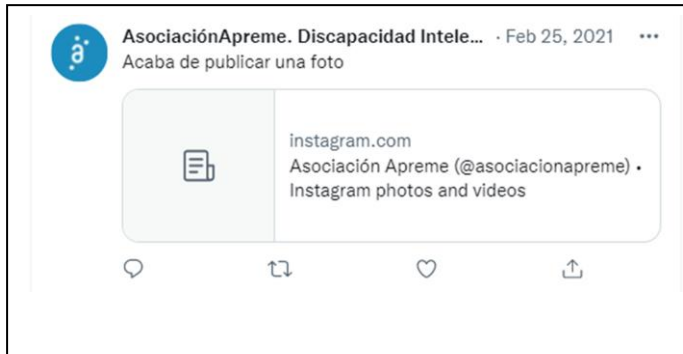 AsociaciónApreme. Discapacidad Intele... · Feb 25, 2021 ···
Acaba de publicar una foto
instagram.com
Asociación Apreme (@asociacionapreme) •
Instagram photos and videos